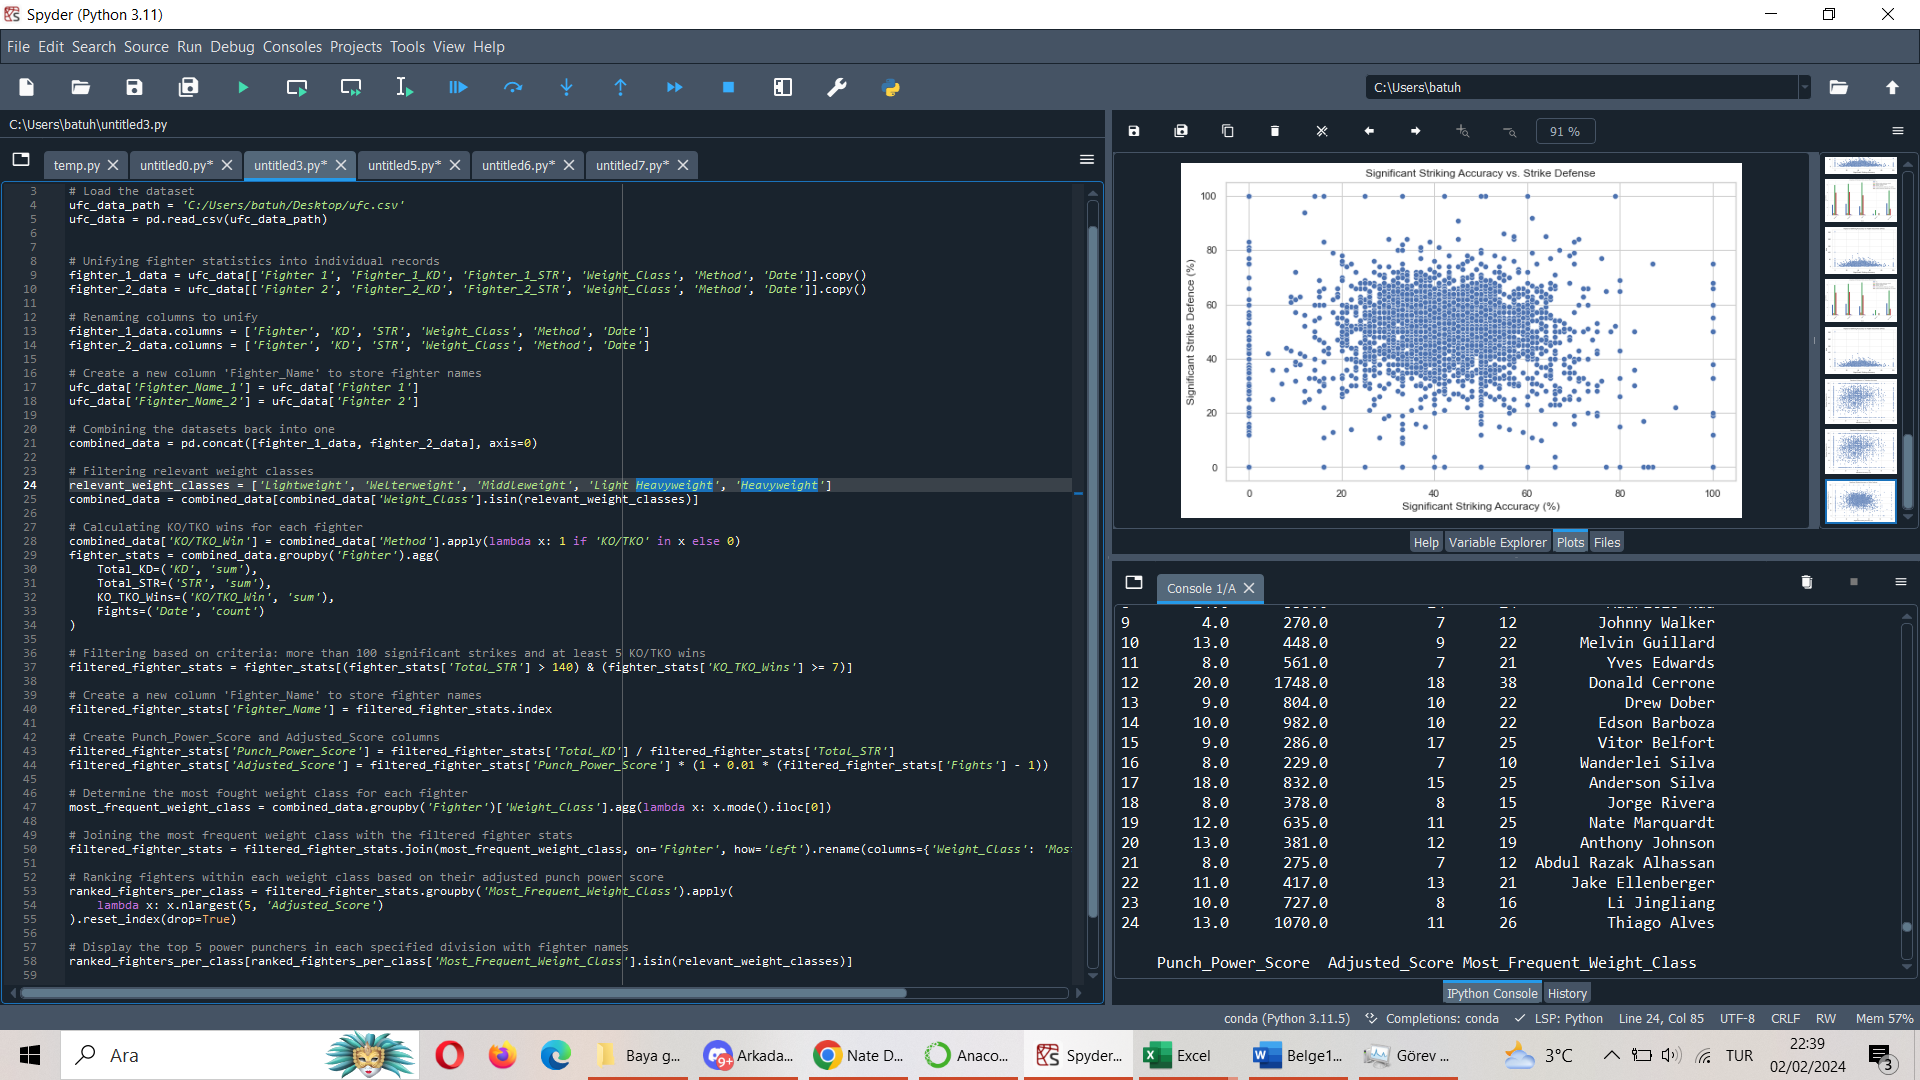 Spyder (Python 3.11)
File Edit Search Source Run Debug Consoles Projects Tools View Help
C:\Users\batuh
C:\Users\batuh\untitled3.py
temp.py
untitled0.py*
untitled3.py*
untitled5.py*
untitled6.py*
untitled7.py*
3 # Load the dataset
4 ufc_data_path = 'C:/Users/batuh/Desktop/ufc.csv'
5 ufc_data = pd.read_csv(ufc_data_path)
6
7
8 # Unifying fighter statistics into individual records
9 fighter_1_data = ufc_data[['Fighter 1', 'Fighter_1_KD', 'Fighter_1_STR', 'Weight_Class', 'Method', 'Date']].copy()
10 fighter_2_data = ufc_data[['Fighter 2', 'Fighter_2_KD', 'Fighter_2_STR', 'Weight_Class', 'Method', 'Date']].copy()
11
12 # Renaming columns to unify
13 fighter_1_data.columns = ['Fighter', 'KD', 'STR', 'Weight_Class', 'Method', 'Date']
14 fighter_2_data.columns = ['Fighter', 'KD', 'STR', 'Weight_Class', 'Method', 'Date']
15
16 # Create a new column 'Fighter_Name' to store fighter names
17 ufc_data['Fighter_Name_1'] = ufc_data['Fighter 1']
18 ufc_data['Fighter_Name_2'] = ufc_data['Fighter 2']
19
20 # Combining the datasets back into one
21 combined_data = pd.concat([fighter_1_data, fighter_2_data], axis=0)
22
23 # Filtering relevant weight classes
24 relevant_weight_classes = ['Lightweight', 'Welterweight', 'Middleweight', 'Light Heavyweight', 'Heavyweight']
25 combined_data = combined_data[combined_data['Weight_Class'].isin(relevant_weight_classes)]
26
27 # Calculating KO/TKO wins for each fighter
28 combined_data['KO/TKO_Win'] = combined_data['Method'].apply(lambda x: 1 if 'KO/TKO' in x else 0)
29 fighter_stats = combined_data.groupby('Fighter').agg(
30 Total_KD=('KD', 'sum'),
31 Total_STR=('STR', 'sum'),
32 KO_TKO_Wins=('KO/TKO_Win', 'sum'),
33 Fights=('Date', 'count')
34 )
35
36 # Filtering based on criteria: more than 100 significant strikes and at least 5 KO/TKO wins
37 filtered_fighter_stats = fighter_stats[(fighter_stats['Total_STR'] > 140) & (fighter_stats['KO_TKO_Wins'] >= 7)]
38
39 # Create a new column 'Fighter_Name' to store fighter names
40 filtered_fighter_stats['Fighter_Name'] = filtered_fighter_stats.index
41
42 # Create Punch_Power_Score and Adjusted_Score columns
43 filtered_fighter_stats['Punch_Power_Score'] = filtered_fighter_stats['Total_KD'] / filtered_fighter_stats['Total_STR']
44 filtered_fighter_stats['Adjusted_Score'] = filtered_fighter_stats['Punch_Power_Score'] * (1 + 0.01 * (filtered_fighter_stats['Fights'] - 1))
45
46 # Determine the most fought weight class for each fighter
47 most_frequent_weight_class = combined_data.groupby('Fighter')['Weight_Class'].agg(lambda x: x.mode().iloc[0])
48
49 # Joining the most frequent weight class with the filtered fighter stats
50 filtered_fighter_stats = filtered_fighter_stats.join(most_frequent_weight_class, on='Fighter', how='left').rename(columns={'Weight_Class': 'Mos
51
52 # Ranking fighters within each weight class based on their adjusted punch power score
53 ranked_fighters_per_class = filtered_fighter_stats.groupby('Most_Frequent_Weight_Class').apply(
54 lambda x: x.nlargest(5, 'Adjusted_Score')
55 ).reset_index(drop=True)
56
57 # Display the top 5 power punchers in each specified division with fighter names
58 ranked_fighters_per_class[ranked_fighters_per_class['Most_Frequent_Weight_Class'].isin(relevant_weight_classes)]
59
91 %
Significant Striking Accuracy vs. Strike Defense
Significant Strike Defence (%)
100
80
60
40
20
0
0 20 40 60 80 100
Significant Striking Accuracy (%)
Help Variable Explorer Plots Files
Console 1/A
9 4.0 270.0 7 12 Johnny Walker
10 13.0 448.0 9 22 Melvin Guillard
11 8.0 561.0 7 21 Yves Edwards
12 20.0 1748.0 18 38 Donald Cerrone
13 9.0 804.0 10 22 Drew Dober
14 10.0 982.0 10 22 Edson Barboza
15 9.0 286.0 17 25 Vitor Belfort
16 8.0 229.0 7 10 Wanderlei Silva
17 18.0 832.0 15 25 Anderson Silva
18 8.0 378.0 8 15 Jorge Rivera
19 12.0 635.0 11 25 Nate Marquardt
20 13.0 381.0 12 19 Anthony Johnson
21 8.0 275.0 7 12 Abdul Razak Alhassan
22 11.0 417.0 13 21 Jake Ellenberger
23 10.0 727.0 8 16 Li Jingliang
24 13.0 1070.0 11 26 Thiago Alves
Punch_Power_Score Adjusted_Score Most_Frequent_Weight_Class
IPython Console History
conda (Python 3.11.5) Completions: conda LSP: Python Line 24, Col 85 UTF-8 CRLF RW Mem 57%
Ara
Baya g...
9+
Arkada...
Nate D...
Anaco...
Spyder...
Excel
Belge1...
Görev ...
3°C
TUR
22:39
02/02/2024
3